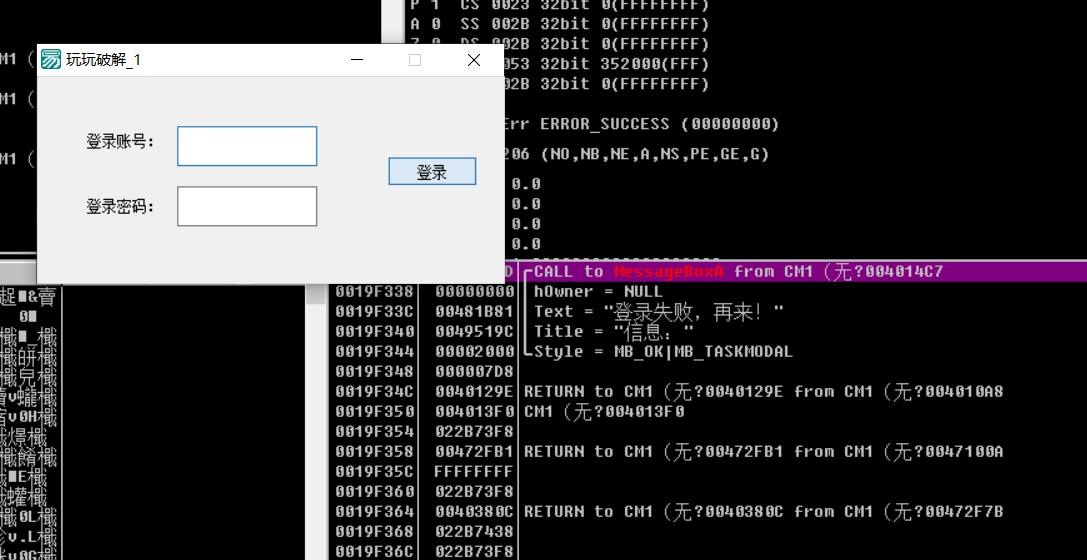 P 1 CS 0023 32bit 0(FFFFFFFF)
A 0 SS 002B 32bit 0(FFFFFFFF)
DS 002B 32bit 0(FFFFFFFF)
053 32bit 352000(FFF)
02B 32bit 0(FFFFFFFF)
Err ERROR_SUCCESS (00000000)
206 (NO,NB,NE,A,NS,PE,GE,G)
0.0
0.0
0.0
0.0
M1 (
M1 (
M1 (
玩玩破解_1
登录账号：
登录
登录密码：
CALL to MessageBoxA from CM1 (无?004014C7
0019F338 00000000 hOwner = NULL
0019F33C 00481B81 Text = "登录失败，再来！"
0019F340 0049519C Title = "信息："
0019F344 00002000 Style = MB_OK|MB_TASKMODAL
0019F348 000007D8
0019F34C 0040129E RETURN to CM1 (无?0040129E from CM1 (无?004010A8
0019F350 004013F0 CM1 (无?004013F0
0019F354 022B73F8
0019F358 00472FB1 RETURN to CM1 (无?00472FB1 from CM1 (无?0047100A
0019F35C FFFFFFFF
0019F360 022B73F8
0019F364 0040380C RETURN to CM1 (无?0040380C from CM1 (无?00472F7B
0019F368 022B7438
0019F36C 022B73F8